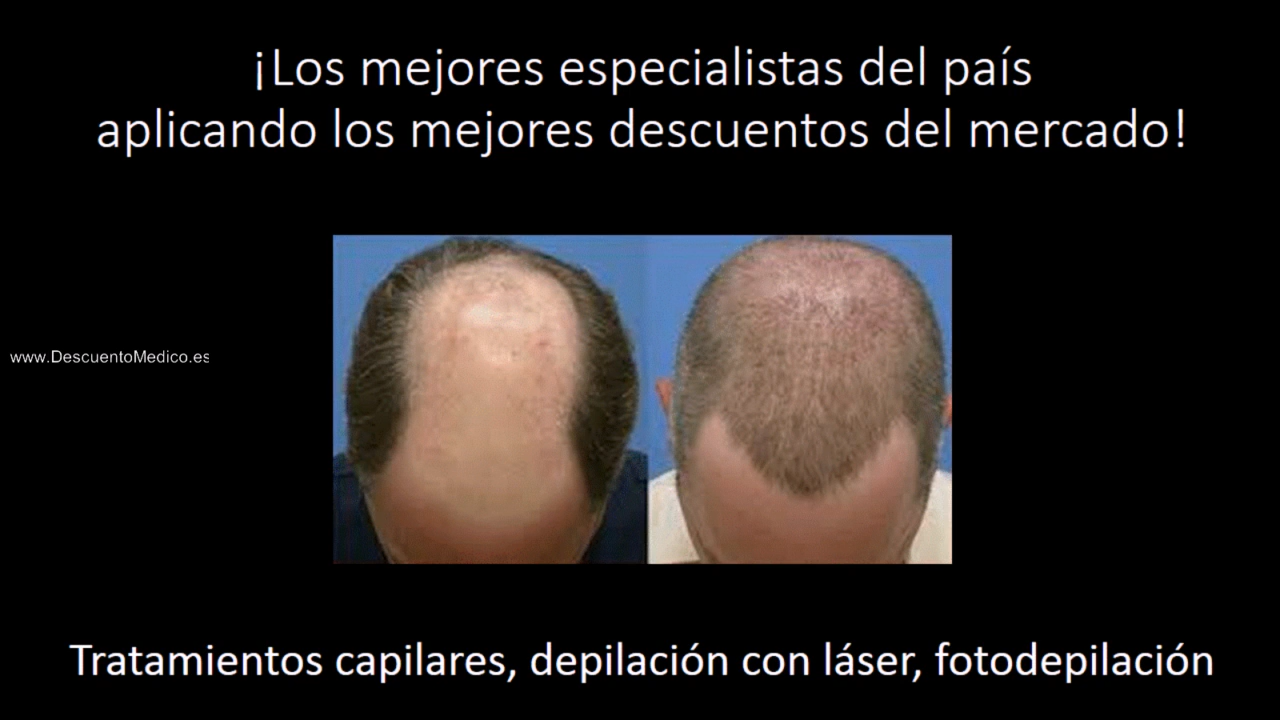 ¡Los mejores especialistas del país
aplicando los mejores descuentos del mercado!
www.DescuentoMedico.es
Tratamientos capilares, depilación con láser, fotodepilación